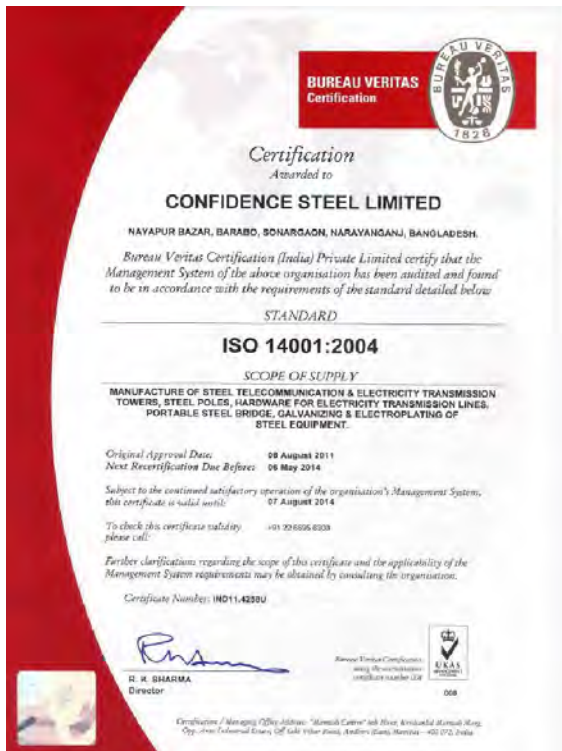 BUREAU VERITAS
Certification
BUREAU VERITAS
1828
Certification
Awarded to
CONFIDENCE STEEL LIMITED
NAYAPUR BAZAR, BARABO, SONARGAON, NARAYANGANJ, BANGLADESH.
Bureau Veritas Certification (India) Private Limited certify that the
Management System of the above organisation has been audited and found
to be in accordance with the requirements of the standard detailed below
STANDARD
ISO 14001:2004
SCOPE OF SUPPLY
MANUFACTURE OF STEEL TELECOMMUNICATION & ELECTRICITY TRANSMISSION
TOWERS, STEEL POLES, HARDWARE FOR ELECTRICITY TRANSMISSION LINES,
PORTABLE STEEL BRIDGE, GALVANIZING & ELECTROPLATING OF
STEEL EQUIPMENT.
Original Approval Date: 08 August 2011
Next Recertification Due Before: 06 May 2014
Subject to the continued satisfactory operation of the organisation's Management System,
this certificate is valid until: 07 August 2014
To check this certificate validity
please call:
Further clarifications regarding the scope of this certificate and the applicability of the
Management System requirements may be obtained by consulting the organisation.
Certificate Number:
R. K. SHARMA
Director
Bureau Veritas Certification
UKAS
008
Certification / Managing Office Address: